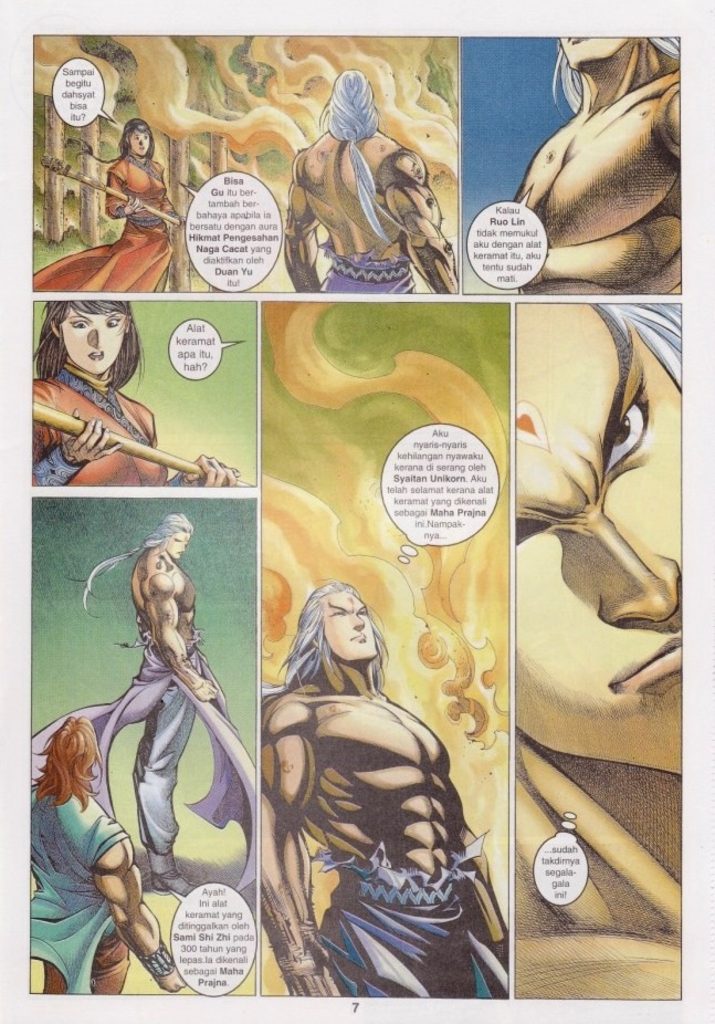 Sampai
begitu
dahsyat
bisa
itu?
Bisa
Gu itu ber-
tambah ber-
bahaya apabila ia
bersatu dengan aura
Hikmat Pengesahan
Naga Cacat yang
diaktifkan oleh
Duan Yu
itu!
Kalau
Ruo Lin
tidak memukul
aku dengan alat
keramat itu, aku
tentu sudah
mati.
Alat
keramat
apa itu,
hah?
Aku
nyaris-nyaris
kehilangan nyawaku
kerana di serang oleh
Syaitan Unikorn. Aku
telah selamat kerana alat
keramat yang dikenali
sebagai Maha Prajna
ini.Nampak-
nya...
Ayah!
Ini alat
keramat yang
ditinggalkan oleh
Sami Shi Zhi pada
300 tahun yang
lepas.Ia dikenali
sebagai Maha
Prajna.
...sudah
takdirnya
segala-
gala
ini!
7